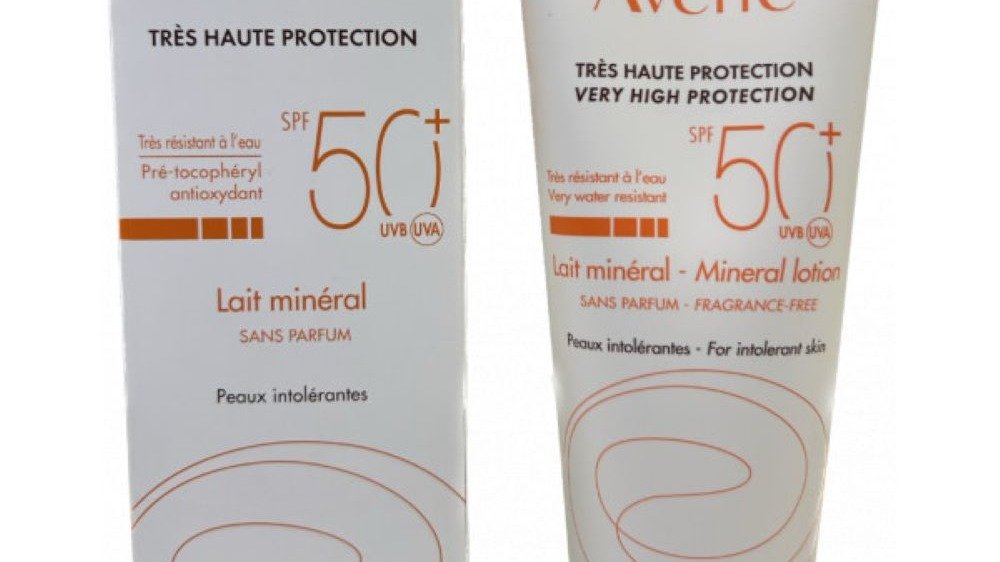 TRÈS HAUTE PROTECTION
SPF 50+
Très résistant à l'eau
Pré-tocophéryl
antioxydant
UVB UVA
Lait minéral
SANS PARFUM
Peaux intolérantes
Avène
TRÈS HAUTE PROTECTION
VERY HIGH PROTECTION
SPF 50+
Très résistant à l'eau
Very water resistant
UVB UVA
Lait minéral - Mineral lotion
SANS PARFUM - FRAGRANCE-FREE
Peaux intolérantes - For intolerant skin